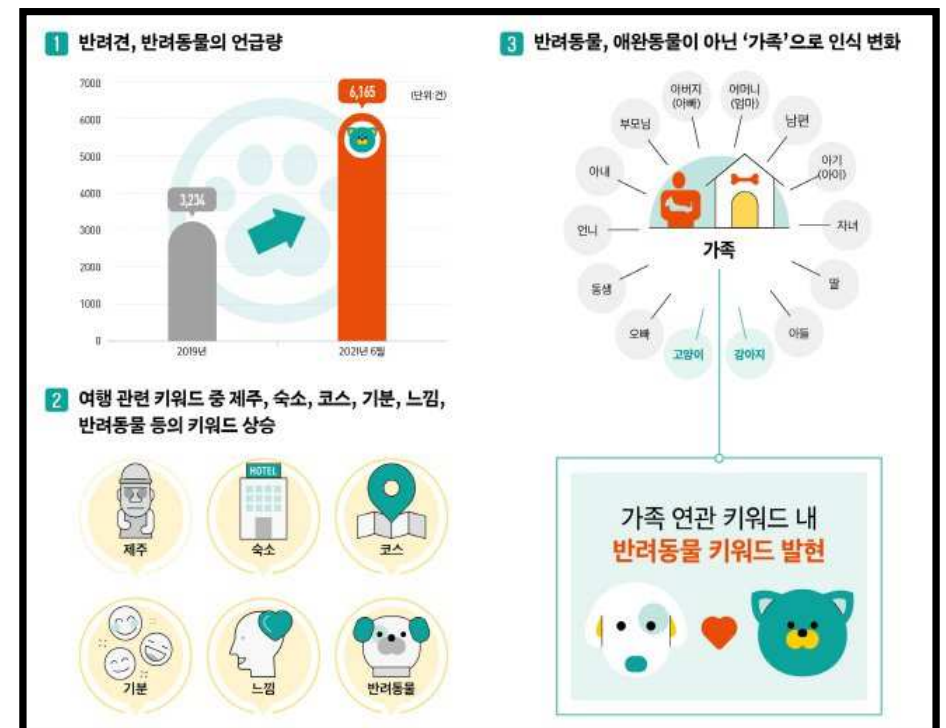 1 반려견, 반려동물의 언급량
(단위:건)
7000
6000
5000
4000
3000
2000
1000
0
3,234
6,165
2019년
2021년 6월
2 여행 관련 키워드 중 제주, 숙소, 코스, 기분, 느낌,
반려동물 등의 키워드 상승
제주
HOTEL
숙소
코스
기분
느낌
반려동물
3 반려동물, 애완동물이 아닌 ‘가족’으로 인식 변화
아버지
(아빠)
어머니
(엄마)
부모님
남편
아내
아기
(아이)
언니
자녀
가족
동생
딸
오빠
아들
고양이
강아지
가족 연관 키워드 내
반려동물 키워드 발현